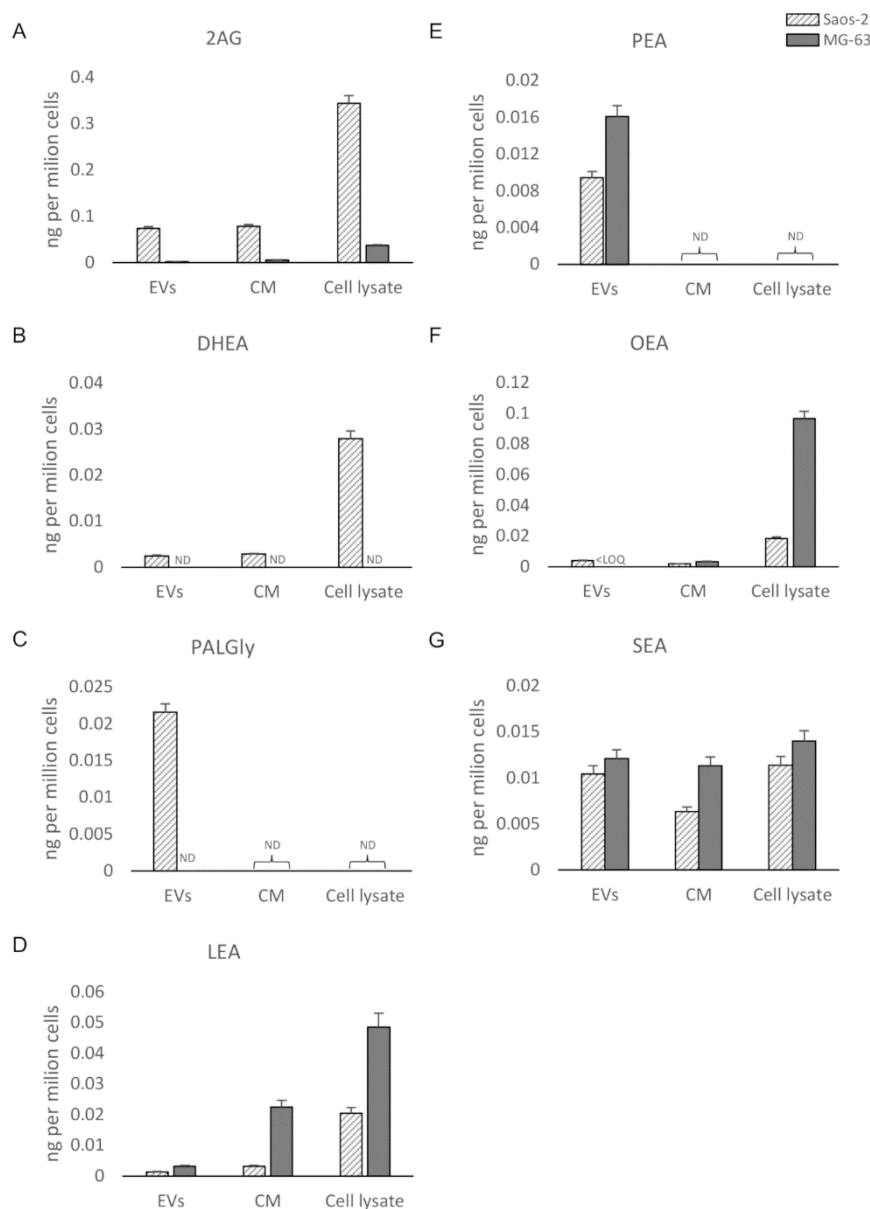 Saos-2
MG-63
A
2AG
ng per milion cells
0.4
0.3
0.2
0.1
0
EVs CM Cell lysate
B
DHEA
ng per million cells
0.04
0.03
0.02
0.01
0
ND ND ND
EVs CM Cell lysate
C
PALGly
ng per million cells
0.025
0.02
0.015
0.01
0.005
0
ND ND ND
EVs CM Cell lysate
D
LEA
ng per milion cells
0.06
0.05
0.04
0.03
0.02
0.01
0
EVs CM Cell lysate
E
PEA
ng per milion cells
0.02
0.016
0.012
0.008
0.004
0
ND ND
EVs CM Cell lysate
F
OEA
ng per million cells
0.12
0.1
0.08
0.06
0.04
0.02
0
<LOQ
EVs CM Cell lysate
G
SEA
ng per million cells
0.02
0.015
0.01
0.005
0
EVs CM Cell lysate